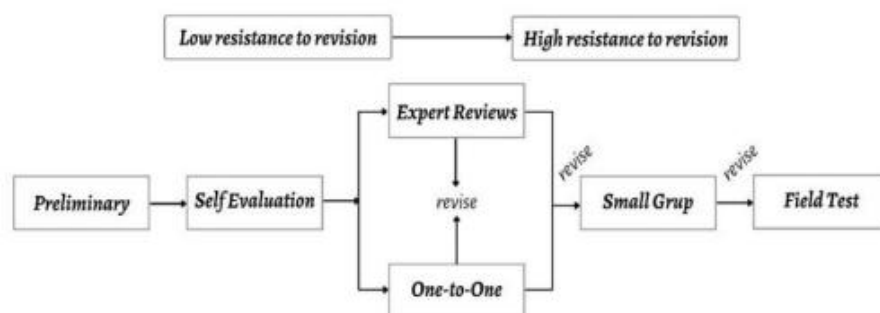 Low resistance to revision
High resistance to revision
Expert Reviews
revise
Preliminary
Self Evaluation
revise
Small Grup
revise
Field Test
One-to-One